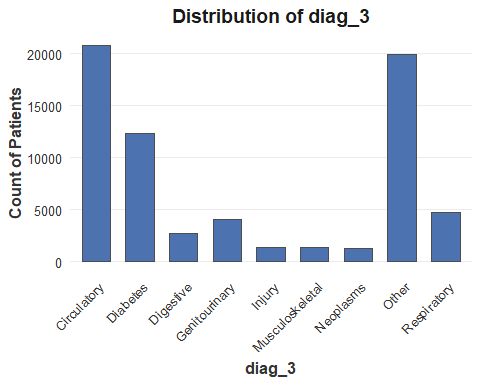 Distribution of diag_3
Count of Patients
20000
15000
10000
5000
0
Circulatory
Diabetes
Digestive
Genitourinary
Injury
Musculoskeletal
Neoplasms
Other
Respiratory
diag_3